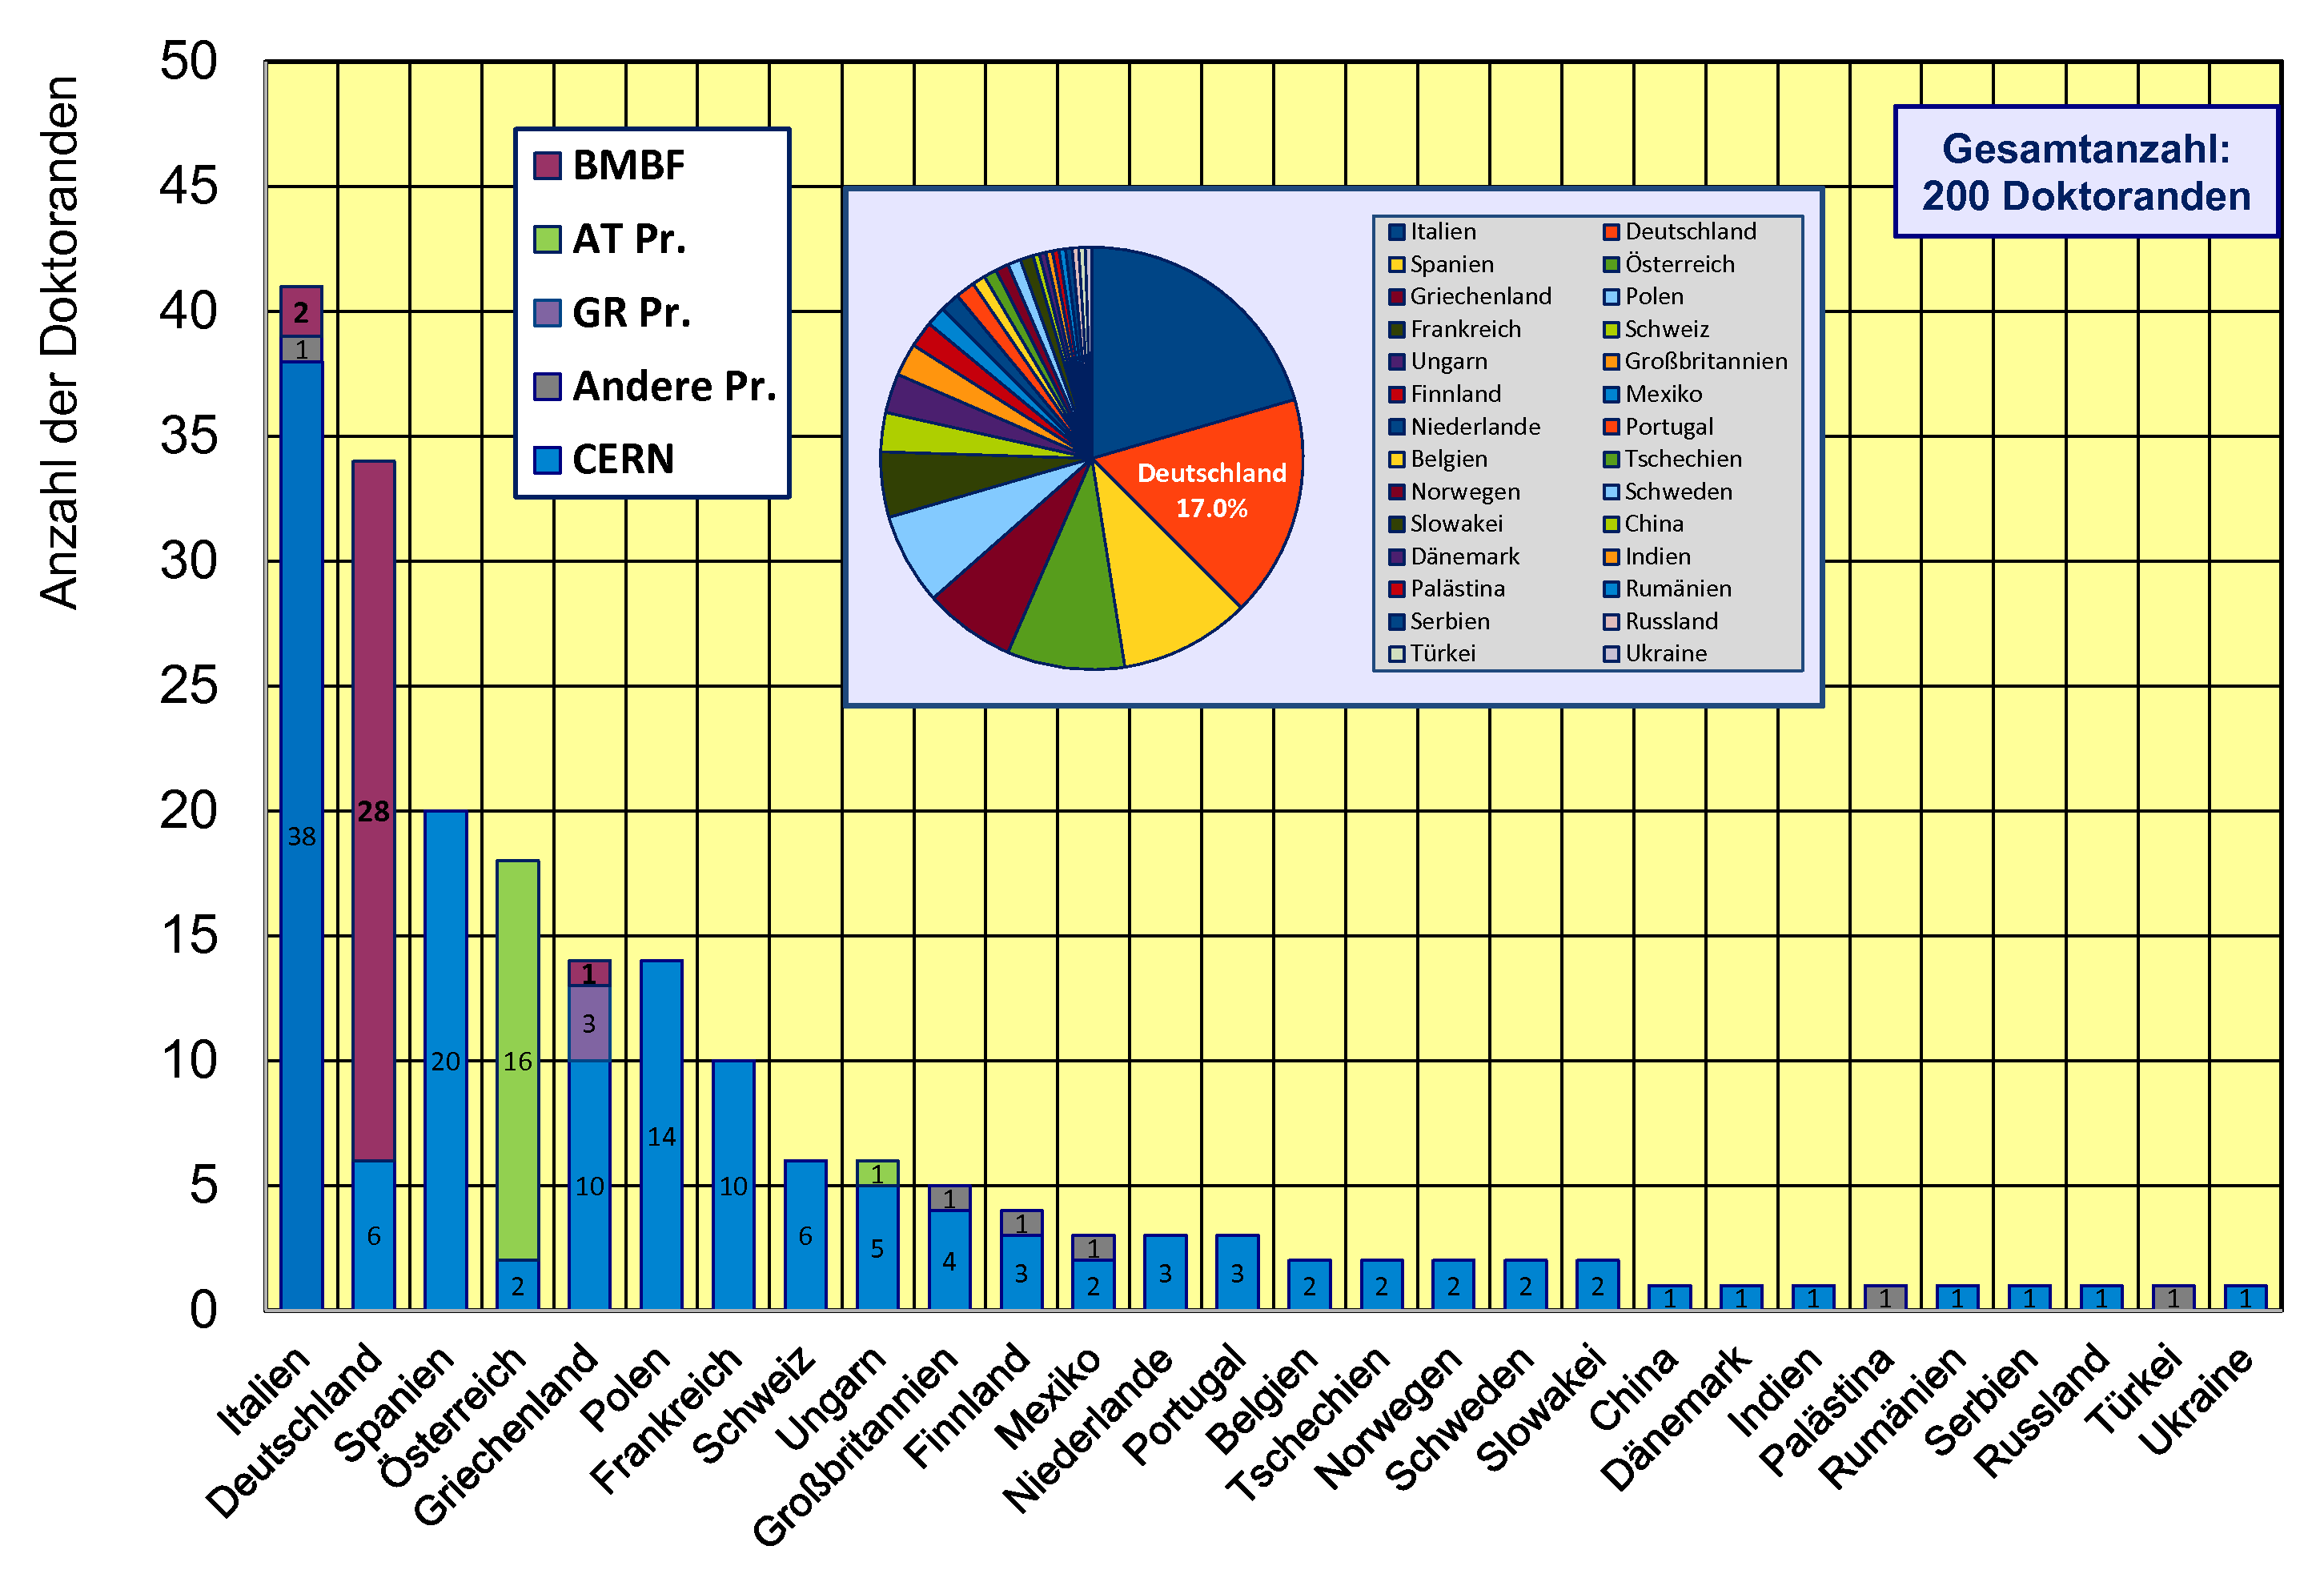 Anzahl der Doktoranden
50
45
40
35
30
25
20
15
10
5
0
BMBF
AT Pr.
GR Pr.
Andere Pr.
CERN
Gesamtanzahl:
200 Doktoranden
Deutschland
17.0%
Italien Deutschland
Spanien Österreich
Griechenland Polen
Frankreich Schweiz
Ungarn Großbritannien
Finnland Mexiko
Niederlande Portugal
Belgien Tschechien
Norwegen Schweden
Slowakei China
Dänemark Indien
Palästina Rumänien
Serbien Russland
Türkei Ukraine
2
1
38
28
6
20
16
2
1
3
10
14
10
6
1
5
1
4
1
3
1
2
3
3
2
2
2
2
2
1
1
1
1
1
1
1
1
1
Italien
Deutschland
Spanien
Österreich
Griechenland
Polen
Frankreich
Schweiz
Ungarn
Großbritannien
Finnland
Mexiko
Niederlande
Portugal
Belgien
Tschechien
Norwegen
Schweden
Slowakei
China
Dänemark
Indien
Palästina
Rumänien
Serbien
Russland
Türkei
Ukraine